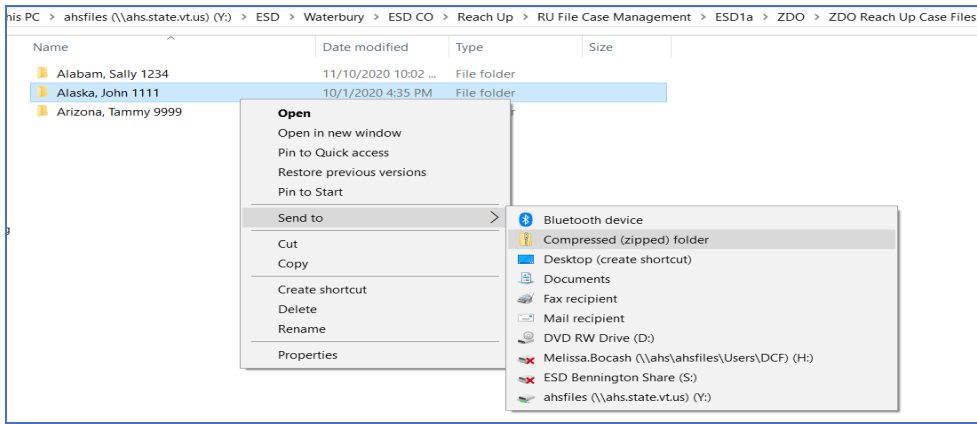 his PC > ahsfiles (\\ahs.state.vt.us) (Y:) > ESD > Waterbury > ESD CO > Reach Up > RU File Case Management > ESD1a > ZDO > ZDO Reach Up Case Files
Name Date modified Type Size
Alabam, Sally 1234 11/10/2020 10:02 ... File folder
Alaska, John 1111 10/1/2020 4:35 PM File folder
Arizona, Tammy 9999
Open
Open in new window
Pin to Quick access
Restore previous versions
Pin to Start
Send to
Cut
Copy
Create shortcut
Delete
Rename
Properties
Bluetooth device
Compressed (zipped) folder
Desktop (create shortcut)
Documents
Fax recipient
Mail recipient
DVD RW Drive (D:)
Melissa.Bocash (\\ahs\ahsfiles\Users\DCF) (H:)
ESD Bennington Share (S:)
ahsfiles (\\ahs.state.vt.us) (Y:)